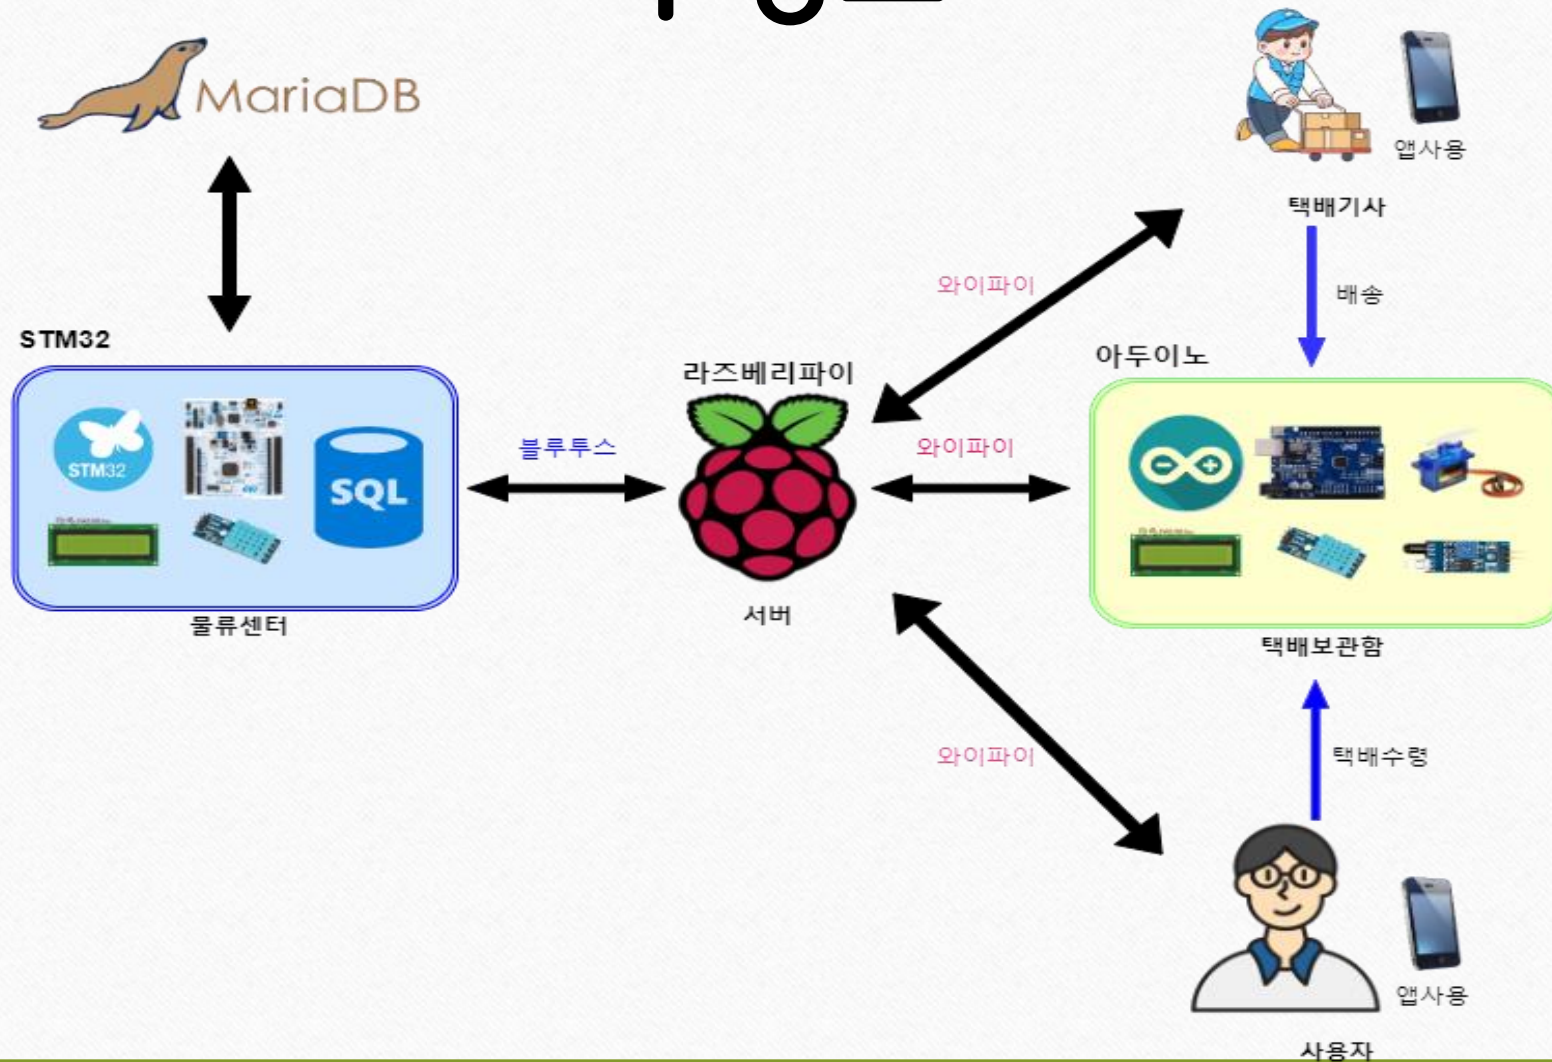 MariaDB
앱사용
택배기사
와이파이
배송
STM32
라즈베리파이
아두이노
블루투스
와이파이
STM32
SQL
서버
물류센터
택배보관함
와이파이
택배수령
앱사용
사용자